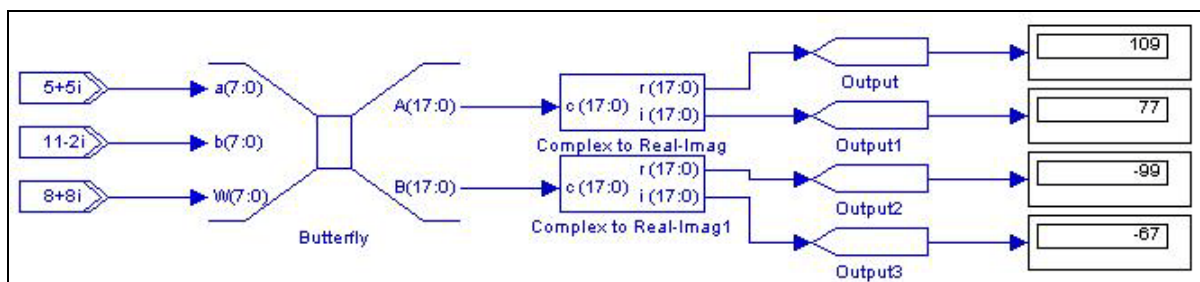 5+5i
11-2i
8+8i
a(7:0)
b(7:0)
W(7:0)
Butterfly
A(17:0)
B(17:0)
c(17:0)
r(17:0)
i(17:0)
Complex to Real-Imag
c(17:0)
r(17:0)
i(17:0)
Complex to Real-Imag1
Output
Output1
Output2
Output3
109
77
-99
-67